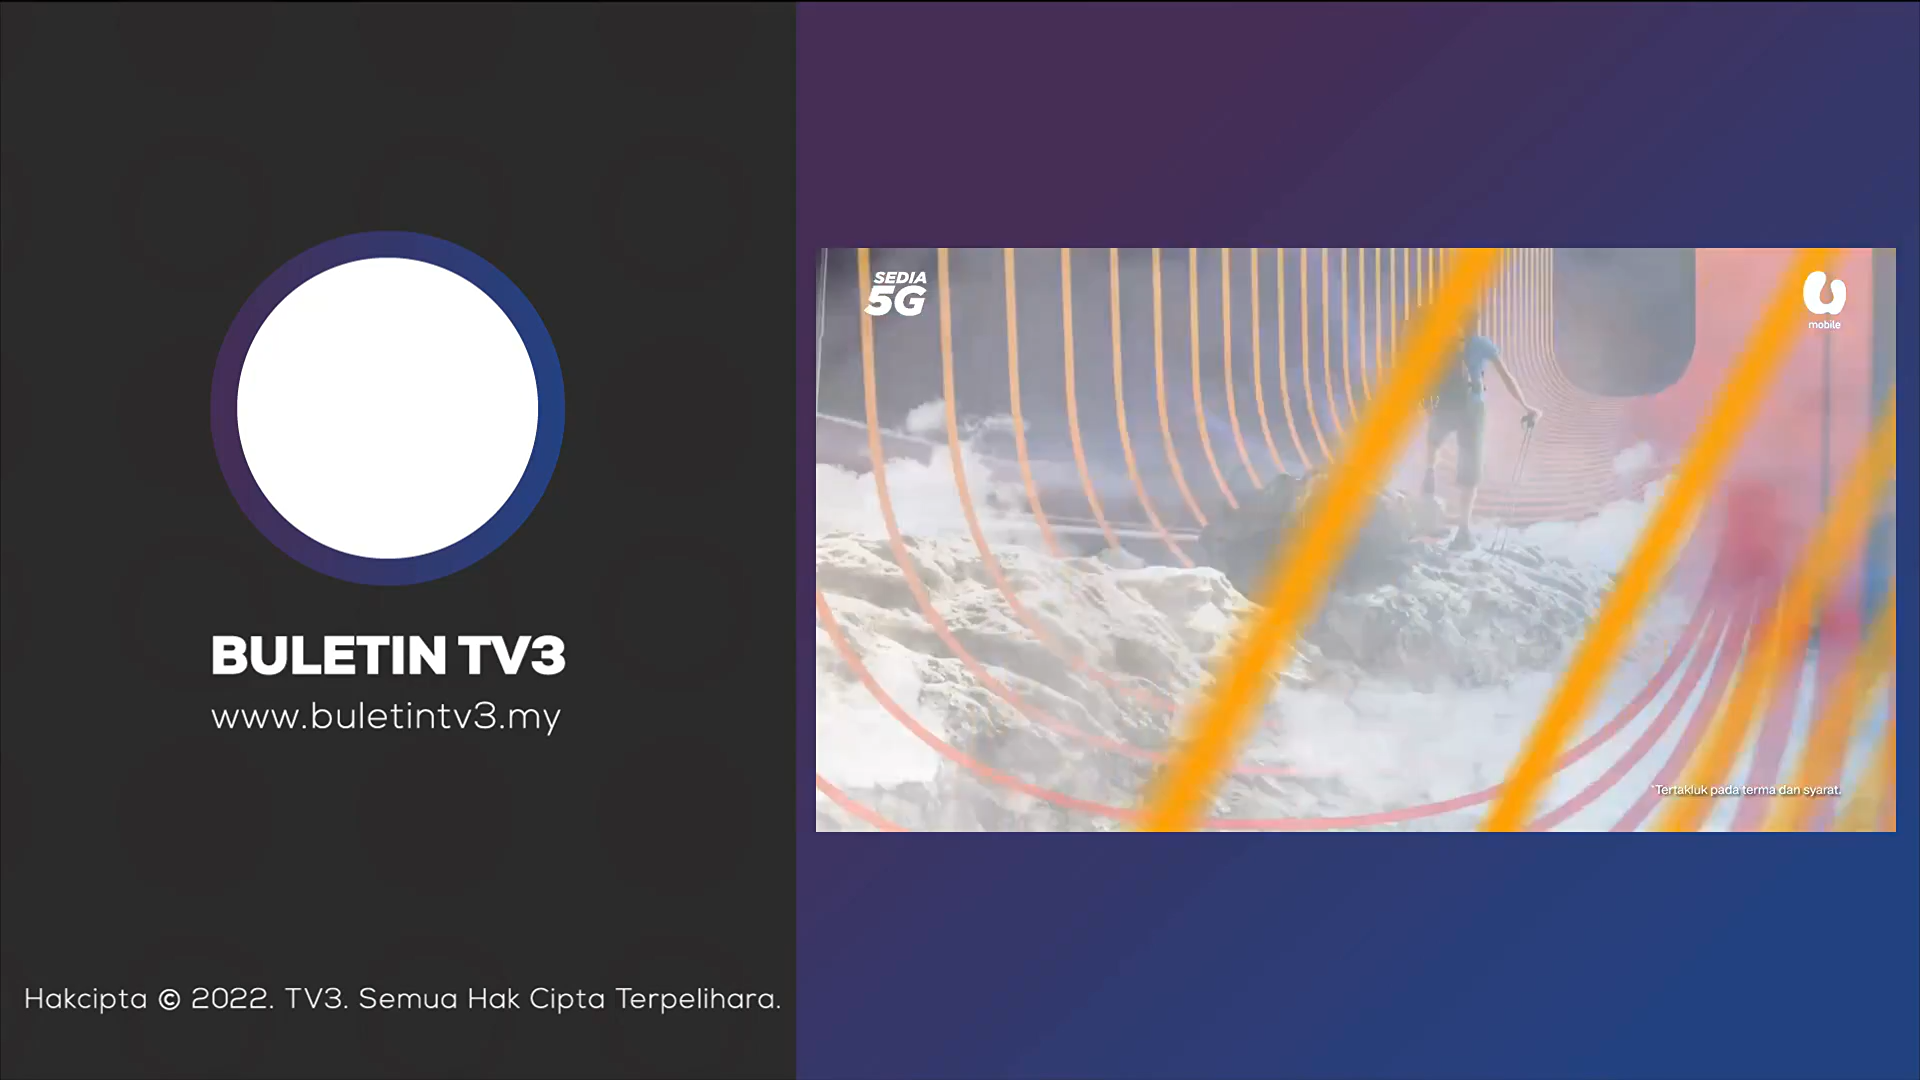 BULETIN TV3
www.buletintv3.my
Hakcipta © 2022. TV3. Semua Hak Cipta Terpelihara.
SEDIA
5G
mobile
*Tertakluk pada terma dan syarat.